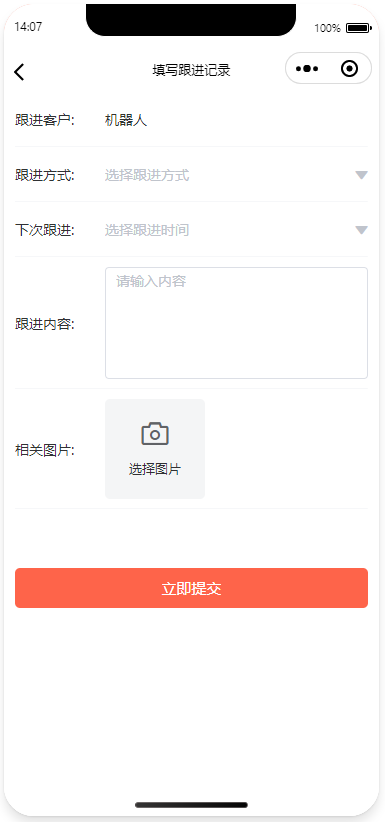 14:07
100%
填写跟进记录
跟进客户: 机器人
跟进方式: 选择跟进方式
下次跟进: 选择跟进时间
跟进内容: 请输入内容
相关图片: 选择图片
立即提交